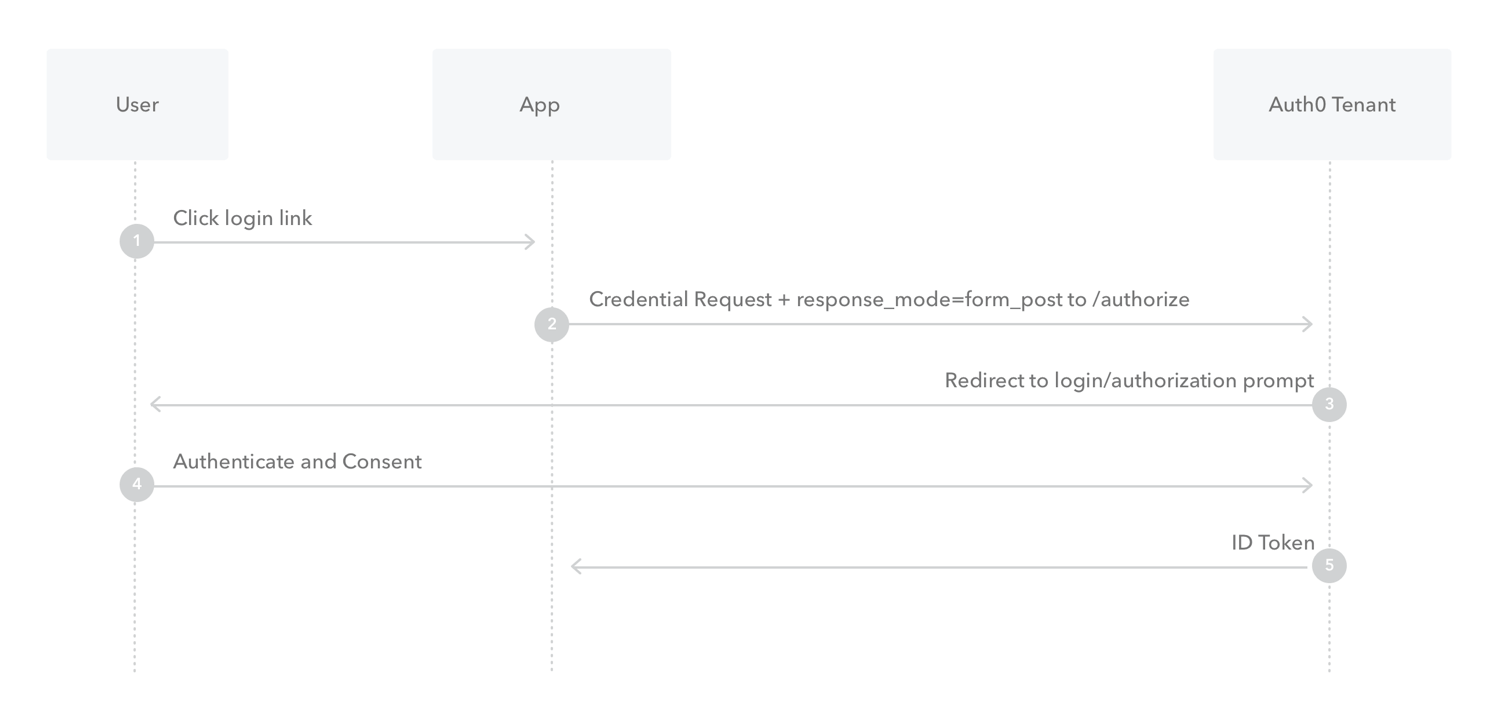 User
App
Auth0 Tenant
Click login link
1
Credential Request + response_mode=form_post to /authorize
2
Redirect to login/authorization prompt
3
Authenticate and Consent
4
ID Token
5